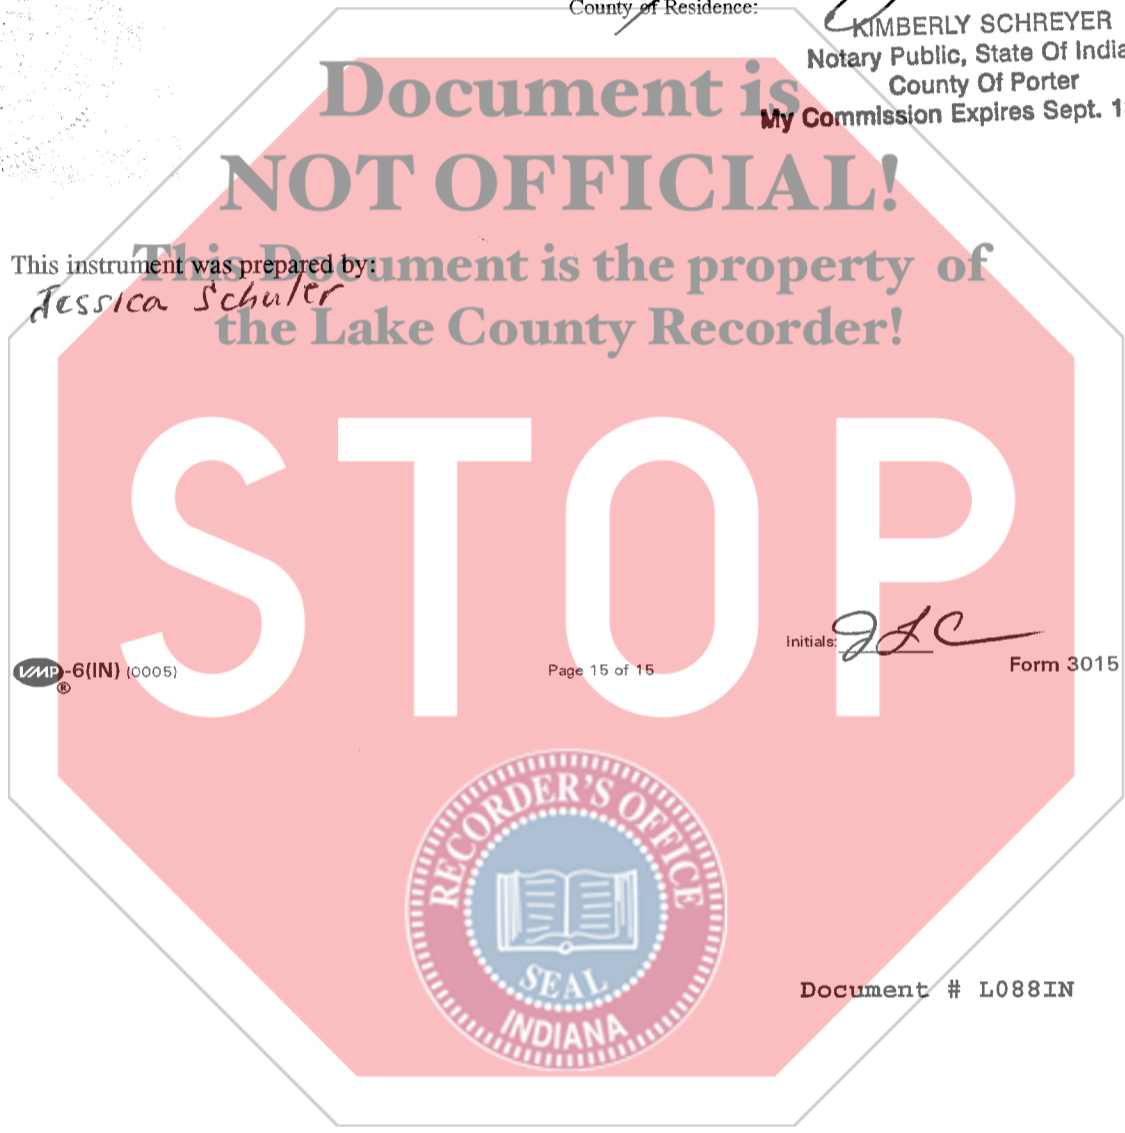 County of Residence:
KIMBERLY SCHREYER
Notary Public, State Of India
County Of Porter
My Commission Expires Sept. 1
Document is
NOT OFFICIAL!
This Document is the property of
the Lake County Recorder!
This instrument was prepared by:
Jessica Schuler
STOP
Initials: JLC
VMP-6(IN) (0005)
®
Page 15 of 15
Form 3015
RECORDER'S OFFICE
SEAL
INDIANA
Document # L088IN